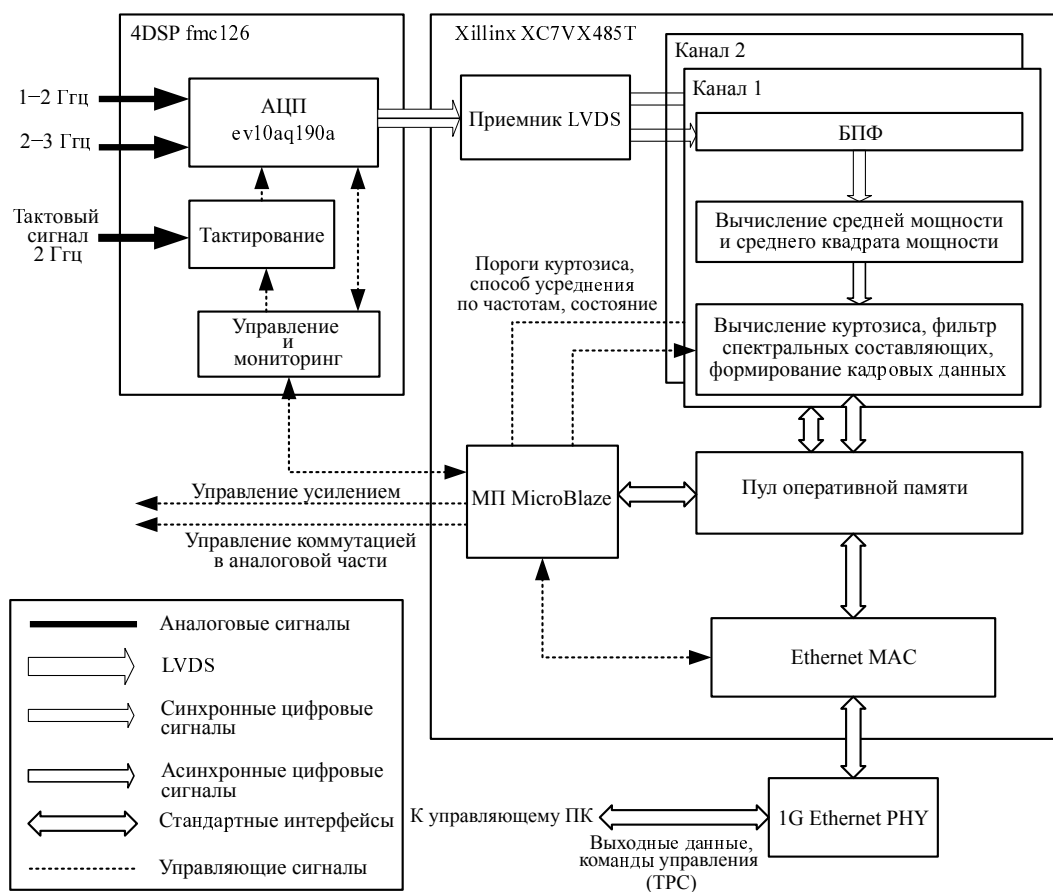 4DSP fmc126
1–2 Ггц
2–3 Ггц
АЦП
ev10aq190a
Тактовый
сигнал
2 Ггц
Тактирование
Управление
и
мониторинг
Xillinx XC7VX485T
Приемник LVDS
Канал 2
Канал 1
БПФ
Вычисление средней мощности
и среднего квадрата мощности
Пороги куртозиса,
способ усреднения
по частотам, состояние
Вычисление куртозиса, фильтр
спектральных составляющих,
формирование кадровых данных
Управление усилением
Управление коммутацией
в аналоговой части
МП MicroBlaze
Пул оперативной памяти
Ethernet MAC
1G Ethernet PHY
К управляющему ПК
Выходные данные,
команды управления
(TPC)
Аналоговые сигналы
LVDS
Синхронные цифровые
сигналы
Асинхронные цифровые
сигналы
Стандартные интерфейсы
Управляющие сигналы